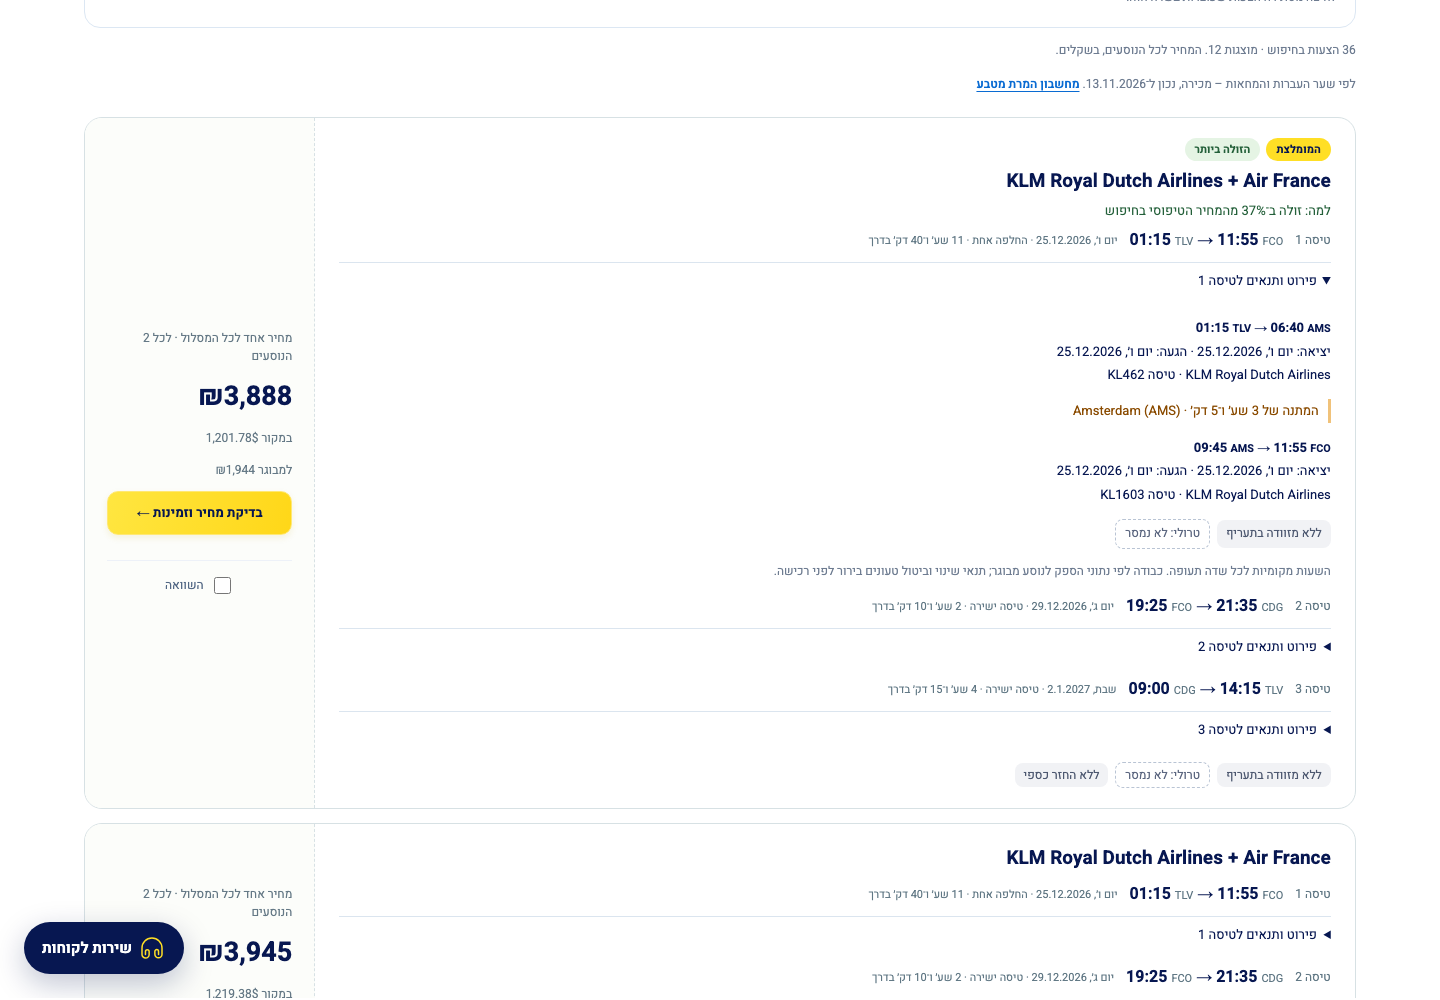 36 הצעות בחיפוש · מוצגות 12. המחיר לכל הנוסעים, בשקלים.
לפי שער העברות והמחאות – מכירה, נכון ל־13.11.2026. מחשבון המרת מטבע
המומלצת
הזולה ביותר
KLM Royal Dutch Airlines + Air France
למה: זולה ב־37% מהמחיר הטיפוסי בחיפוש
טיסה 1 01:15 TLV → 11:55 FCO יום ו׳, 25.12.2026 · החלפה אחת · 11 שע׳ ו־40 דק׳ בדרך
▼ פירוט ותנאים לטיסה 1
01:15 TLV → 06:40 AMS
יציאה: יום ו׳, 25.12.2026 · הגעה: יום ו׳, 25.12.2026
KLM Royal Dutch Airlines · טיסה KL462
המתנה של 3 שע׳ ו־5 דק׳ · Amsterdam (AMS)
09:45 AMS → 11:55 FCO
יציאה: יום ו׳, 25.12.2026 · הגעה: יום ו׳, 25.12.2026
KLM Royal Dutch Airlines · טיסה KL1603
ללא מזוודה בתעריף
טרולי: לא נמסר
השעות מקומיות לכל שדה תעופה. כבודה לפי נתוני הספק לנוסע מבוגר; תנאי שינוי וביטול טעונים בירור לפני רכישה.
טיסה 2 19:25 FCO → 21:35 CDG יום ג׳, 29.12.2026 · טיסה ישירה · 2 שע׳ ו־10 דק׳ בדרך
◀ פירוט ותנאים לטיסה 2
טיסה 3 09:00 CDG → 14:15 TLV שבת, 2.1.2027 · טיסה ישירה · 4 שע׳ ו־15 דק׳ בדרך
◀ פירוט ותנאים לטיסה 3
ללא מזוודה בתעריף
טרולי: לא נמסר
ללא החזר כספי
מחיר אחד לכל המסלול · לכל 2
הנוסעים
₪3,888
במקור 1,201.78$
למבוגר ₪1,944
בדיקת מחיר וזמינות ←
השוואה
KLM Royal Dutch Airlines + Air France
טיסה 1 01:15 TLV → 11:55 FCO יום ו׳, 25.12.2026 · החלפה אחת · 11 שע׳ ו־40 דק׳ בדרך
◀ פירוט ותנאים לטיסה 1
טיסה 2 19:25 FCO → 21:35 CDG יום ג׳, 29.12.2026 · טיסה ישירה · 2 שע׳ ו־10 דק׳ בדרך
מחיר אחד לכל המסלול · לכל 2
הנוסעים
₪3,945
במקור 1,219.38$
שירות לקוחות